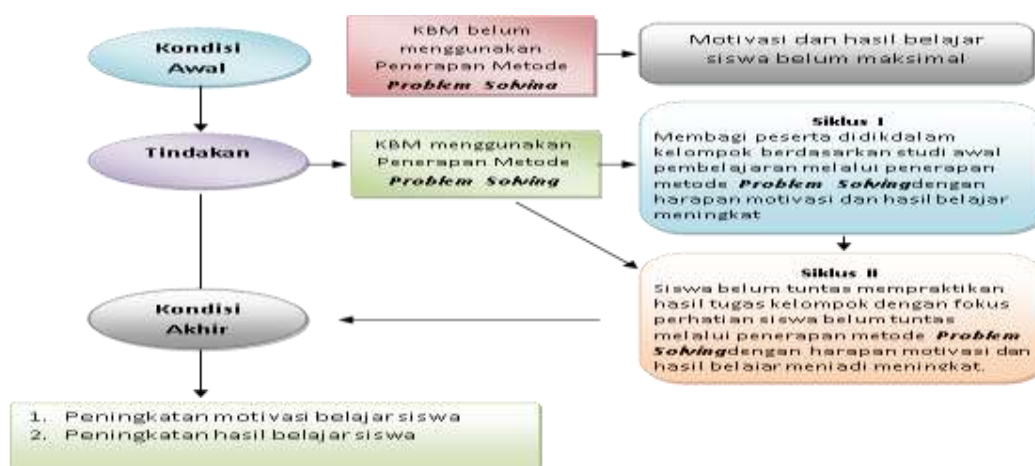 Kondisi
Awal
KBM belum
menggunakan
Penerapan Metode
Problem Solving
Motivasi dan hasil belajar
siswa belum maksimal
Tindakan
KBM menggunakan
Penerapan Metode
Problem Solving
Siklus I
Membagi peserta didikdalam
kelompok berdasarkan studi awal
pembelajaran melalui penerapan
metode Problem Solvingdengan
harapan motivasi dan hasil belajar
meningkat
Siklus II
Siswa belum tuntas mempraktikan
hasil tugas kelompok dengan fokus
perhatian siswa belum tuntas
melalui penerapan metode Problem
Solvingdengan harapan motivasi dan
hasil belajar menjadi meningkat.
Kondisi
Akhir
1. Peningkatan motivasi belajar siswa
2. Peningkatan hasil belajar siswa